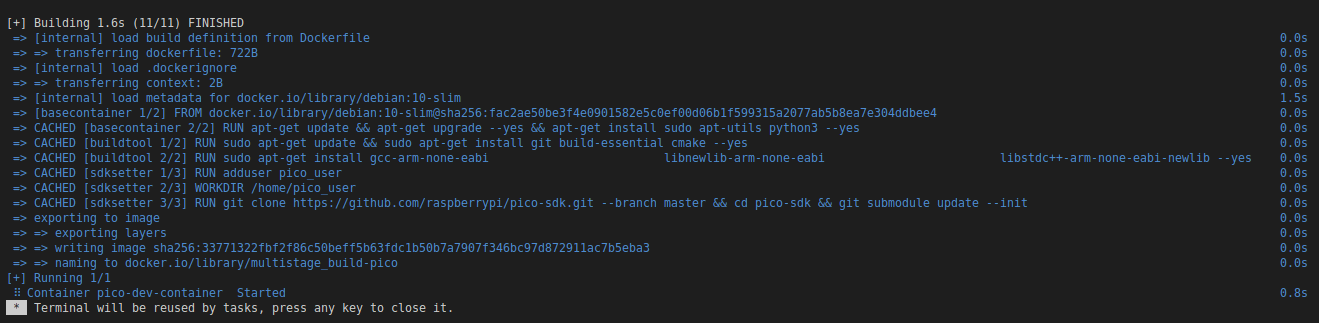 [+] Building 1.6s (11/11) FINISHED
=> [internal] load build definition from Dockerfile 0.0s
=> => transferring dockerfile: 722B 0.0s
=> [internal] load .dockerignore 0.0s
=> => transferring context: 2B 0.0s
=> [internal] load metadata for docker.io/library/debian:10-slim 1.5s
=> [basecontainer 1/2] FROM docker.io/library/debian:10-slim@sha256:fac2ae50be3f4e0901582e5c0ef00d06b1f599315a2077ab5b8ea7e304ddbee4 0.0s
=> CACHED [basecontainer 2/2] RUN apt-get update && apt-get upgrade --yes && apt-get install sudo apt-utils python3 --yes 0.0s
=> CACHED [buildtool 1/2] RUN sudo apt-get update && sudo apt-get install git build-essential cmake --yes 0.0s
=> CACHED [buildtool 2/2] RUN sudo apt-get install gcc-arm-none-eabi libnewlib-arm-none-eabi libstdc++-arm-none-eabi-newlib --yes 0.0s
=> CACHED [sdksetter 1/3] RUN adduser pico_user 0.0s
=> CACHED [sdksetter 2/3] WORKDIR /home/pico_user 0.0s
=> CACHED [sdksetter 3/3] RUN git clone https://github.com/raspberrypi/pico-sdk.git --branch master && cd pico-sdk && git submodule update --init 0.0s
=> exporting to image 0.0s
=> => exporting layers 0.0s
=> => writing image sha256:33771322fbf2f86c50beff5b63fdc1b50b7a7907f346bc97d872911ac7b5eba3 0.0s
=> => naming to docker.io/library/multistage_build-pico 0.0s
[+] Running 1/1
⠿ Container pico-dev-container Started 0.8s
* Terminal will be reused by tasks, press any key to close it.